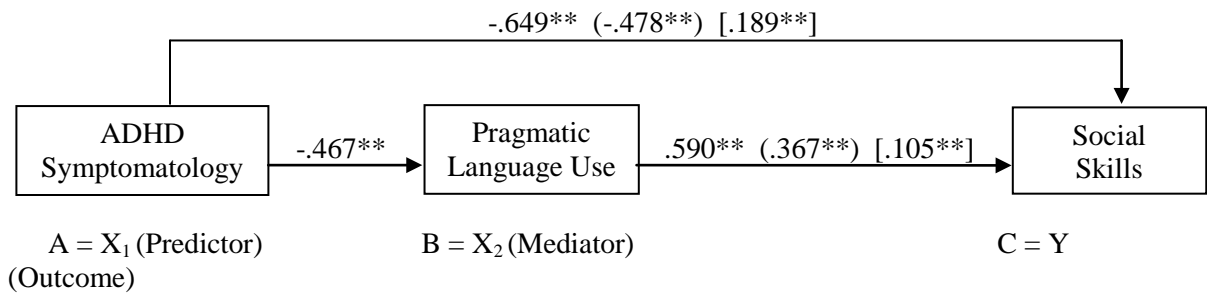 -.649** (-.478**) [.189**]
ADHD
Symptomatology
-.467**
Pragmatic
Language Use
.590** (.367**) [.105**]
Social
Skills
A = X₁ (Predictor) B = X₂ (Mediator) C = Y
(Outcome)